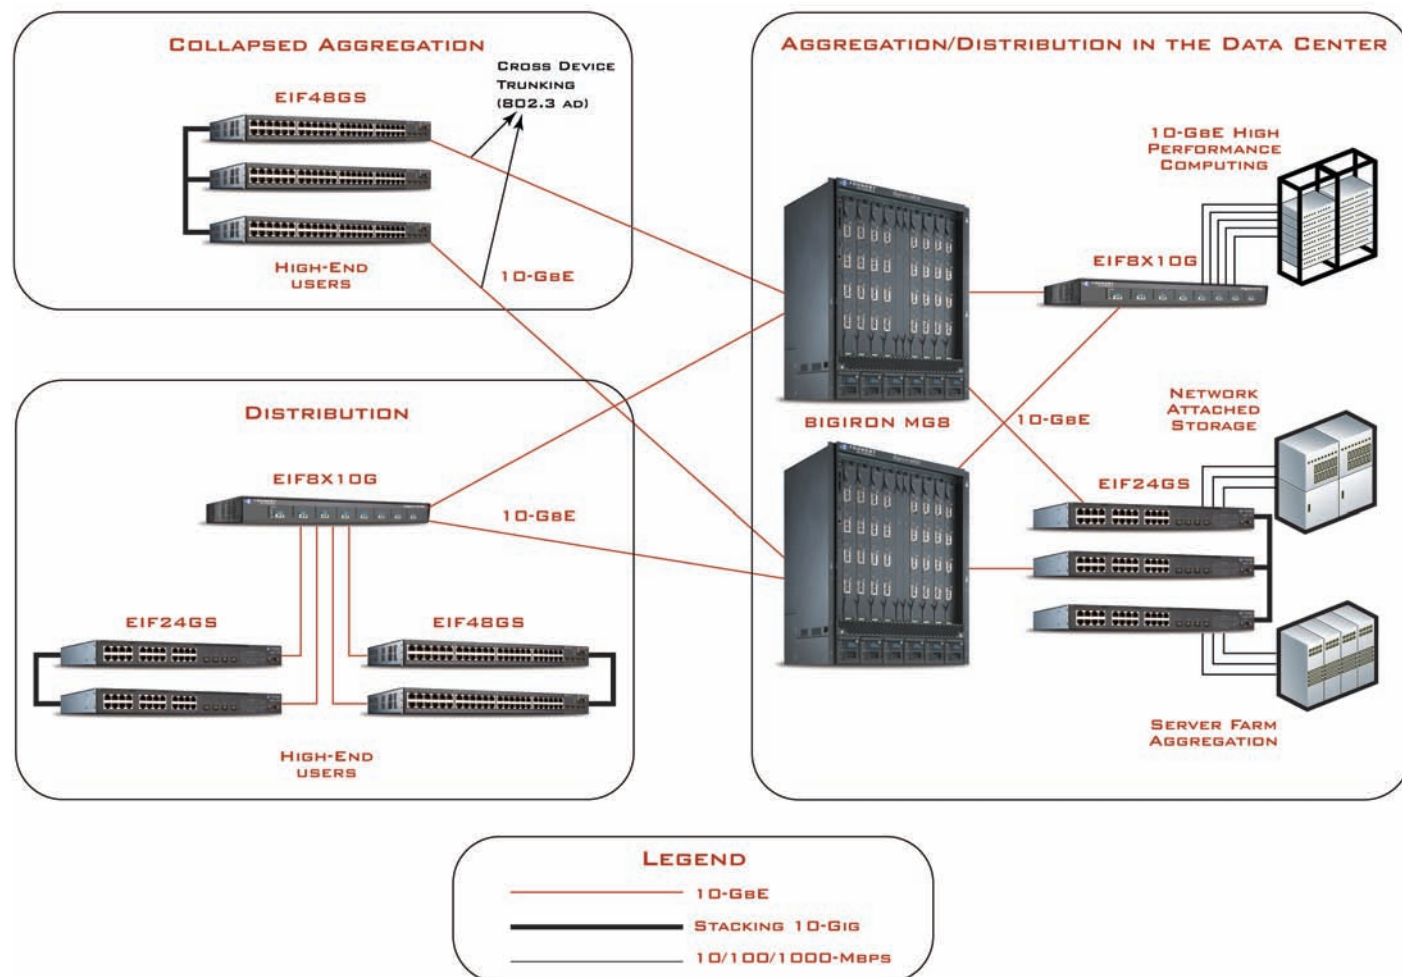 COLLAPSED AGGREGATION
CROSS DEVICE
TRUNKING
(802.3 AD)
EIF48GS
HIGH-END
USERS
10-GBE
DISTRIBUTION
EIF8X10G
10-GBE
EIF24GS
EIF48GS
HIGH-END
USERS
AGGREGATION/DISTRIBUTION IN THE DATA CENTER
10-GBE HIGH
PERFORMANCE
COMPUTING
EIF8X10G
BIGIRON MG8
10-GBE
NETWORK
ATTACHED
STORAGE
EIF24GS
SERVER FARM
AGGREGATION
LEGEND
10-GBE
STACKING 10-GIG
10/100/1000-MBPS